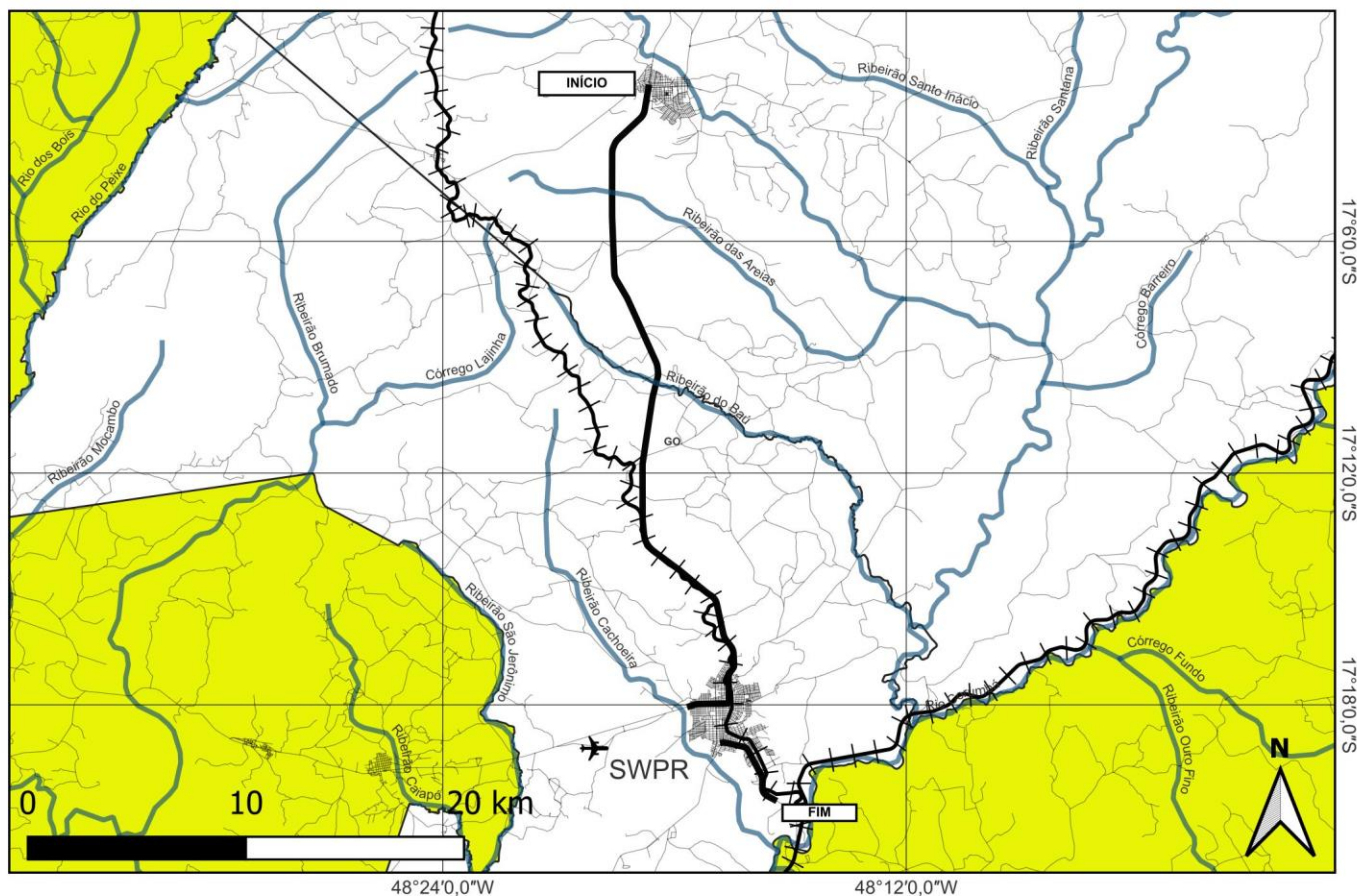 INÍCIO
Ribeirão Santo Inácio
Ribeirão Santana
Rio dos Bois
Rio do Peixe
Ribeirão das Areias
17°6'0,0"S
Córrego Barreiro
Ribeirão Brumado
Córrego Lajinha
Ribeirão do Baú
Ribeirão Mocambo
GO
17°12'0,0"S
Ribeirão São Jerônimo
Ribeirão Cachoeira
Córrego Fundo
Rio
17°18'0,0"S
Ribeirão Ouro Fino
Ribeirão Caiapó
SWPR
N
0 10 20 km
FIM
48°24'0,0"W 48°12'0,0"W